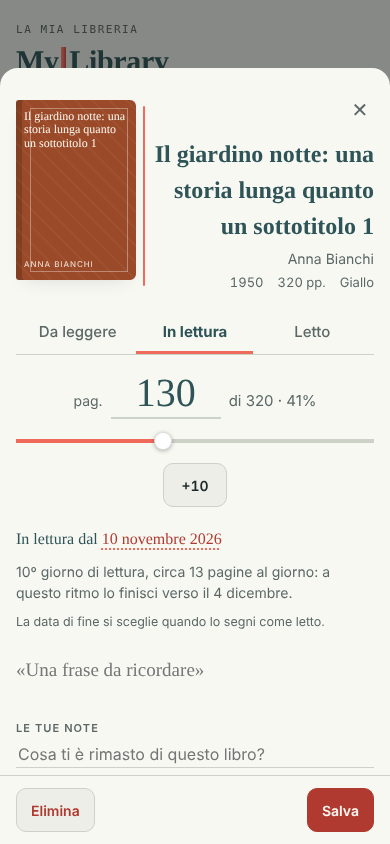 LA MIA LIBRERIA
My Library
Il giardino notte: una
storia lunga quanto
un sottotitolo 1
ANNA BIANCHI
✕
Il giardino notte: una
storia lunga quanto
un sottotitolo 1
Anna Bianchi
1950 320 pp. Giallo
Da leggere In lettura Letto
pag. 130 di 320 · 41%
+10
In lettura dal 10 novembre 2026
10º giorno di lettura, circa 13 pagine al giorno: a
questo ritmo lo finisci verso il 4 dicembre.
La data di fine si sceglie quando lo segni come letto.
«Una frase da ricordare»
LE TUE NOTE
Cosa ti è rimasto di questo libro?
Elimina Salva